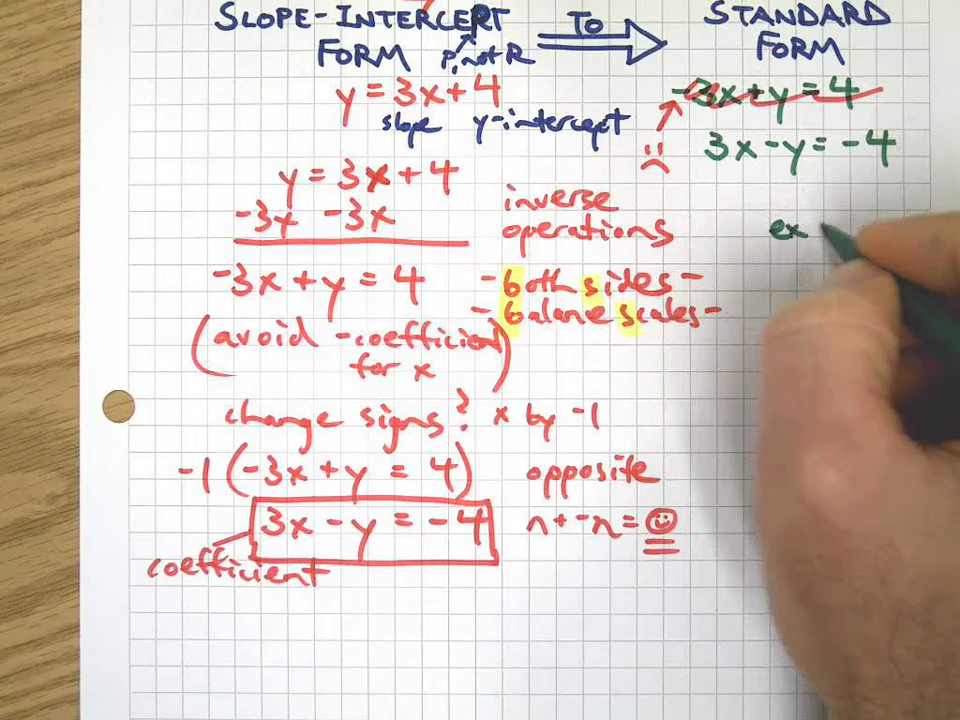 SLOPE-INTERCERT TO STANDARD
FORM P, not R FORM
y = 3x + 4
slope y-intercept
-3x + y = 4
3x - y = -4
y = 3x + 4
-3x -3x
inverse
operations
ex
-3x + y = 4
- both sides -
- balance scales -
(avoid -coefficient
for x)
change signs? x by -1
-1 (-3x + y = 4) opposite
3x - y = -4 n + -n = ☺
coefficient